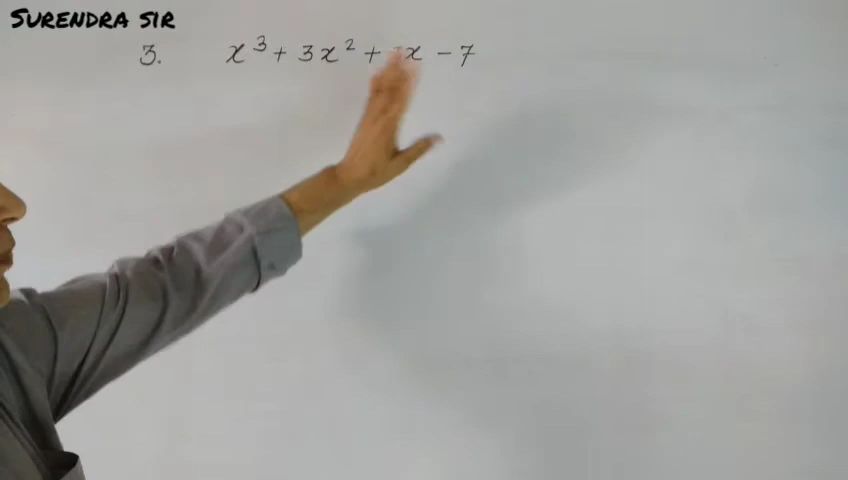 SURENDRA SIR
3. x³ + 3x² + x - 7